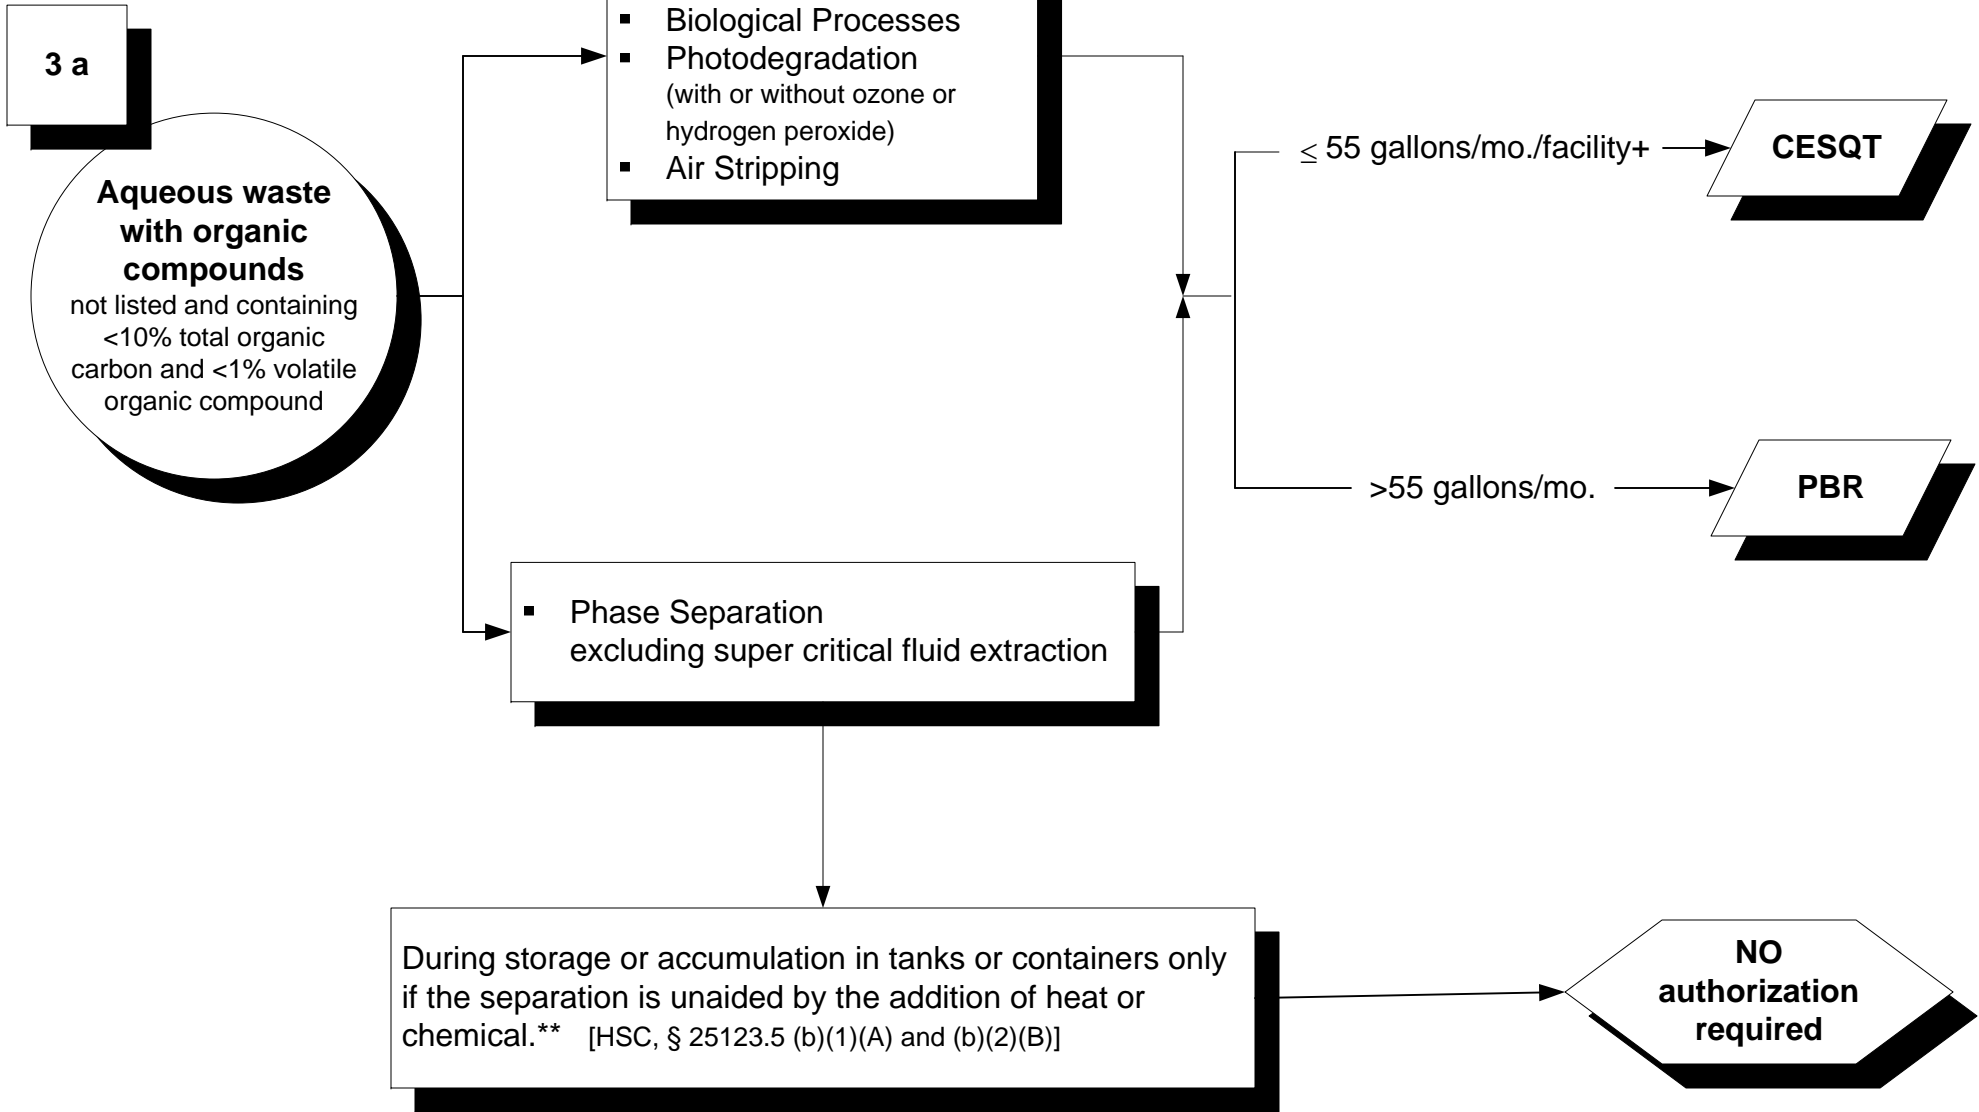 3 a
Aqueous waste
with organic
compounds
not listed and containing
<10% total organic
carbon and <1% volatile
organic compound
▪ Biological Processes
▪ Photodegradation
(with or without ozone or
hydrogen peroxide)
▪ Air Stripping
≤ 55 gallons/mo./facility+
CESQT
>55 gallons/mo.
PBR
▪ Phase Separation
excluding super critical fluid extraction
During storage or accumulation in tanks or containers only
if the separation is unaided by the addition of heat or
chemical.** [HSC, § 25123.5 (b)(1)(A) and (b)(2)(B)]
NO
authorization
required